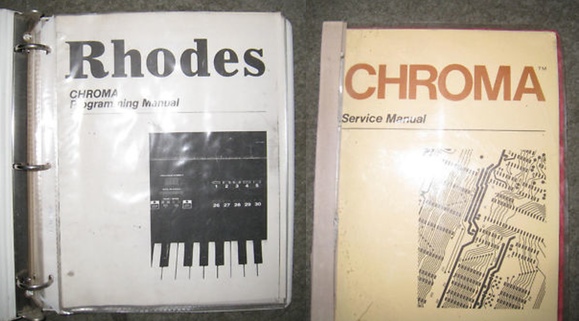 Rhodes
CHROMA
Programming Manual
1 2 3 4 5
26 27 28 29 30
CHROMA™
Service Manual